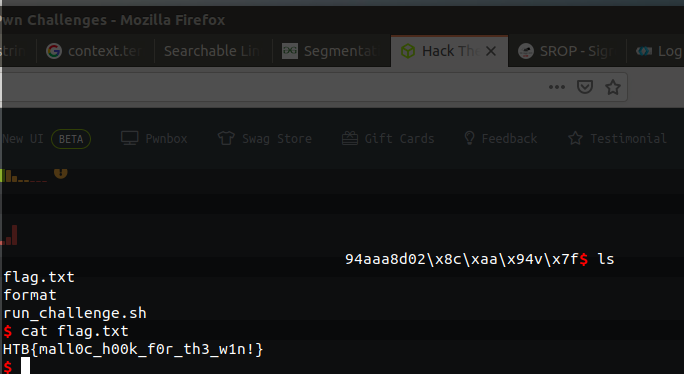 wn Challenges - Mozilla Firefox
context.te Searchable Lin Segmentat Hack The SROP - Sig Log
New UI BETA Pwnbox Swag Store Gift Cards Feedback Testimonial
94aaa8d02\x8c\xaa\x94v\x7f$ ls
flag.txt
format
run_challenge.sh
$ cat flag.txt
HTB{mall0c_h00k_f0r_th3_w1n!}
$